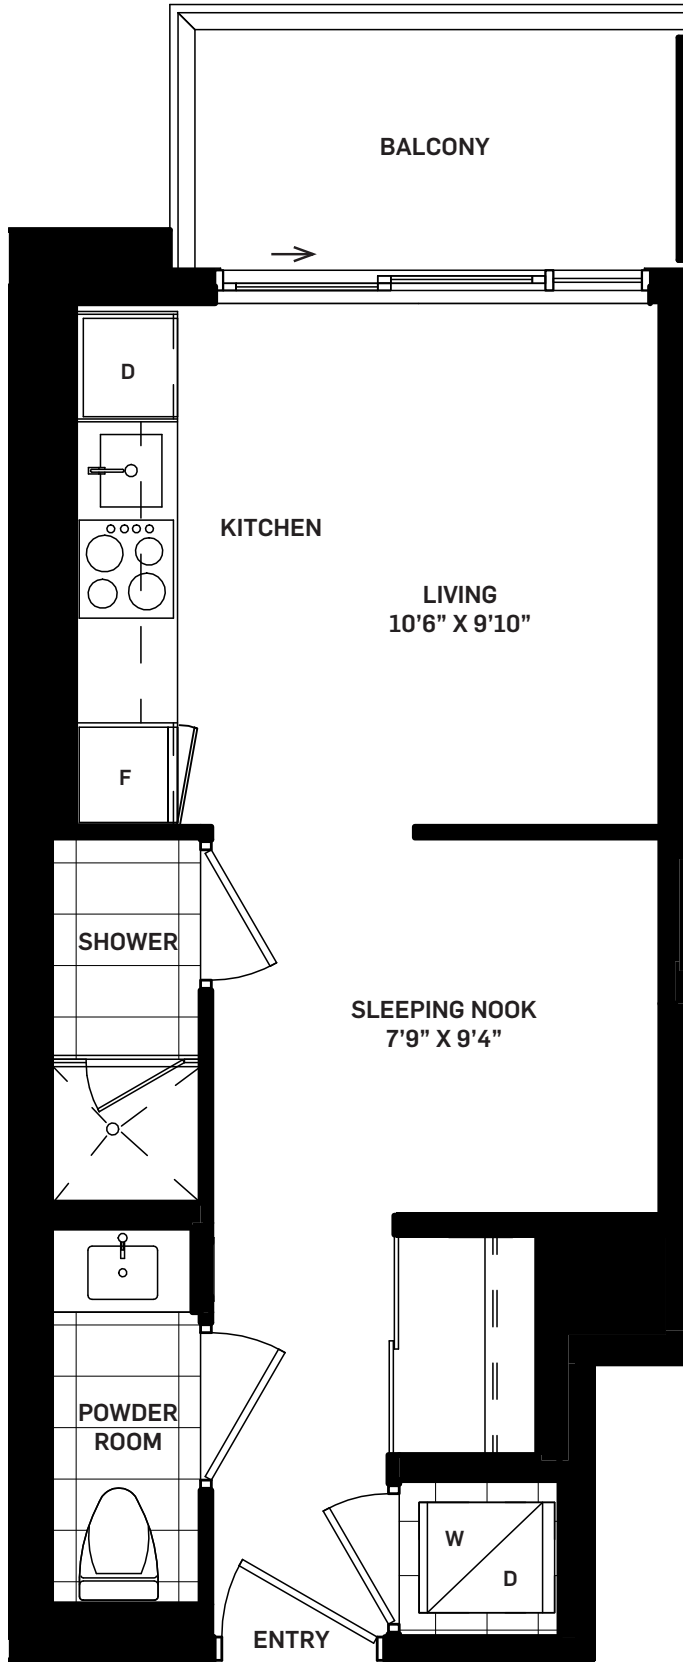 BALCONY
D
KITCHEN
LIVING
10’6” X 9’10”
F
SHOWER
SLEEPING NOOK
7’9” X 9’4”
POWDER
ROOM
W
D
ENTRY